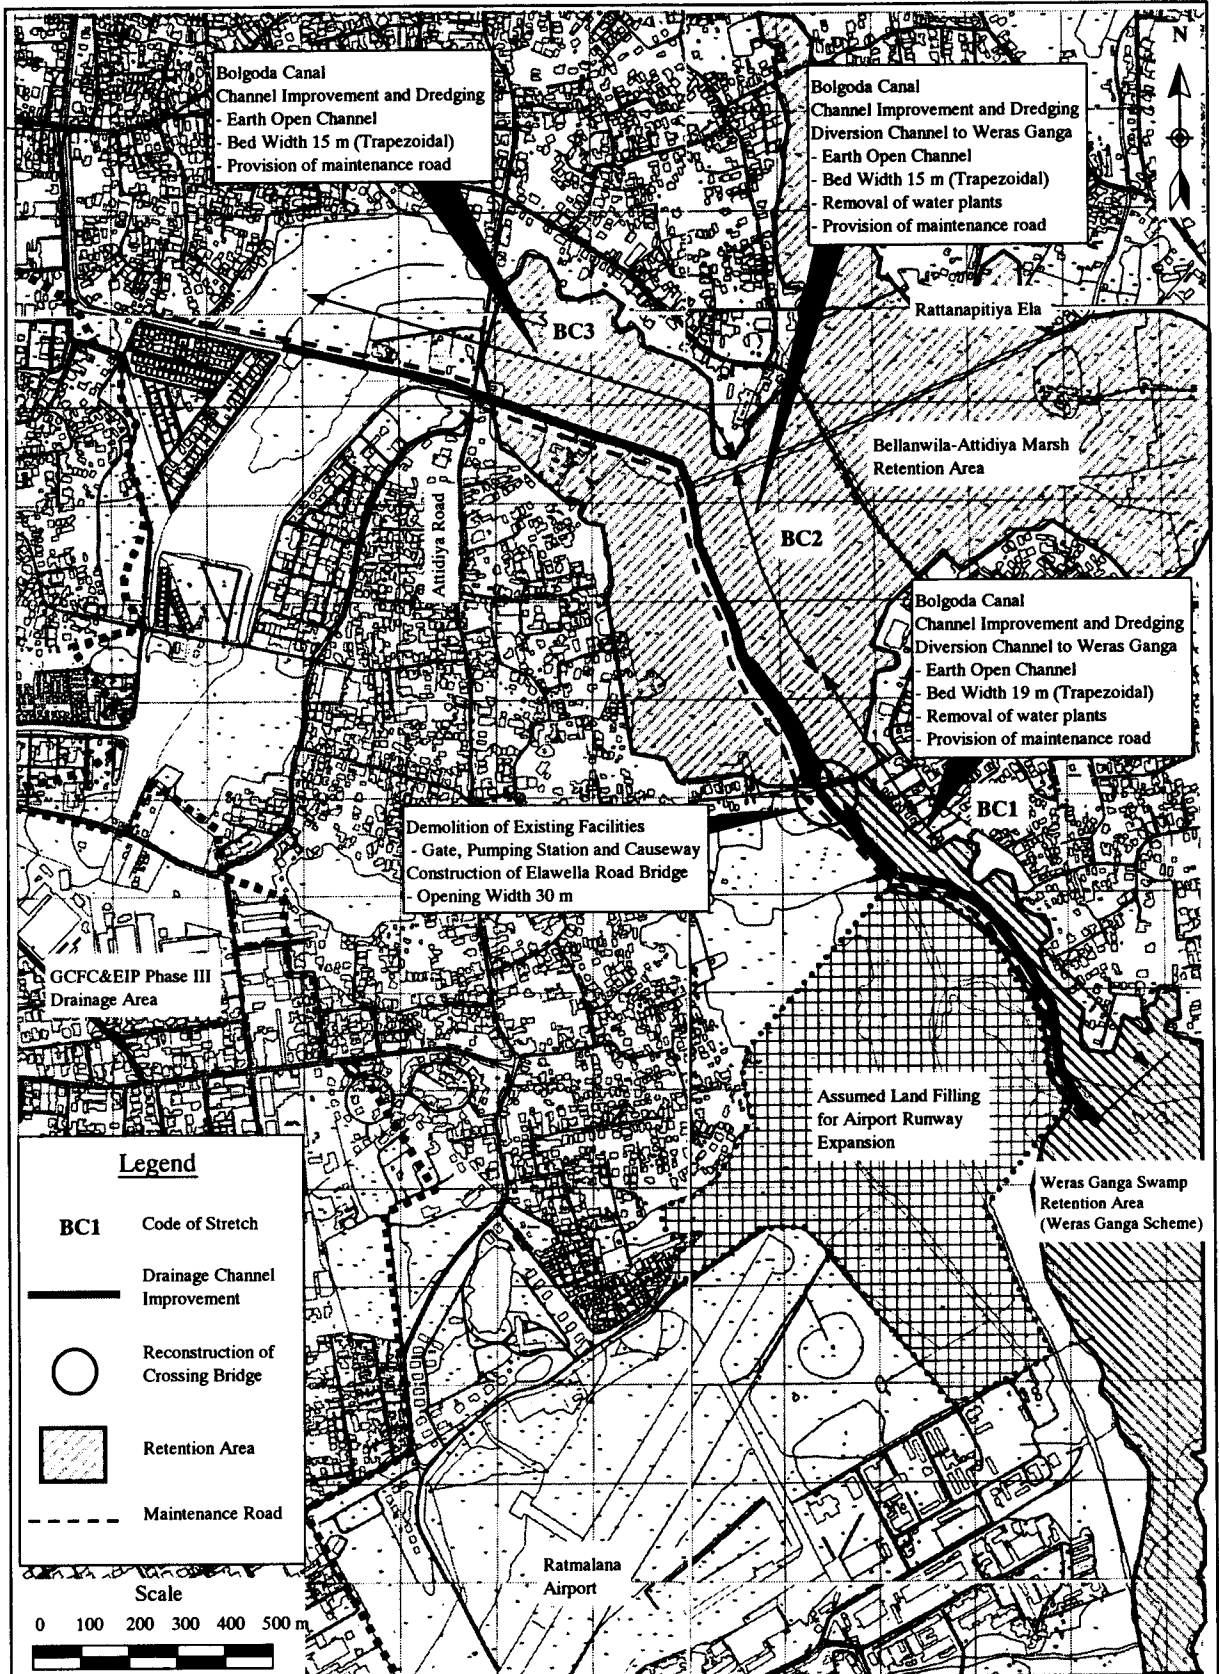 N
Bolgoda Canal
Channel Improvement and Dredging
- Earth Open Channel
- Bed Width 15 m (Trapezoidal)
- Provision of maintenance road
Bolgoda Canal
Channel Improvement and Dredging
Diversion Channel to Weras Ganga
- Earth Open Channel
- Bed Width 15 m (Trapezoidal)
- Removal of water plants
- Provision of maintenance road
Rattanapitiya Ela
BC3
Bellanwila-Attidiya Marsh
Retention Area
Attidiya Road
BC2
Bolgoda Canal
Channel Improvement and Dredging
Diversion Channel to Weras Ganga
- Earth Open Channel
- Bed Width 19 m (Trapezoidal)
- Removal of water plants
- Provision of maintenance road
BC1
Demolition of Existing Facilities
- Gate, Pumping Station and Causeway
Construction of Elawella Road Bridge
Opening Width 30 m
GCFC&EIP Phase III
Drainage Area
Assumed Land Filling
for Airport Runway
Expansion
Weras Ganga Swamp
Retention Area
(Weras Ganga Scheme)
Legend
BC1 Code of Stretch
Drainage Channel
Improvement
Reconstruction of
Crossing Bridge
Retention Area
Maintenance Road
Ratmalana
Airport
Scale
0 100 200 300 400 500 m